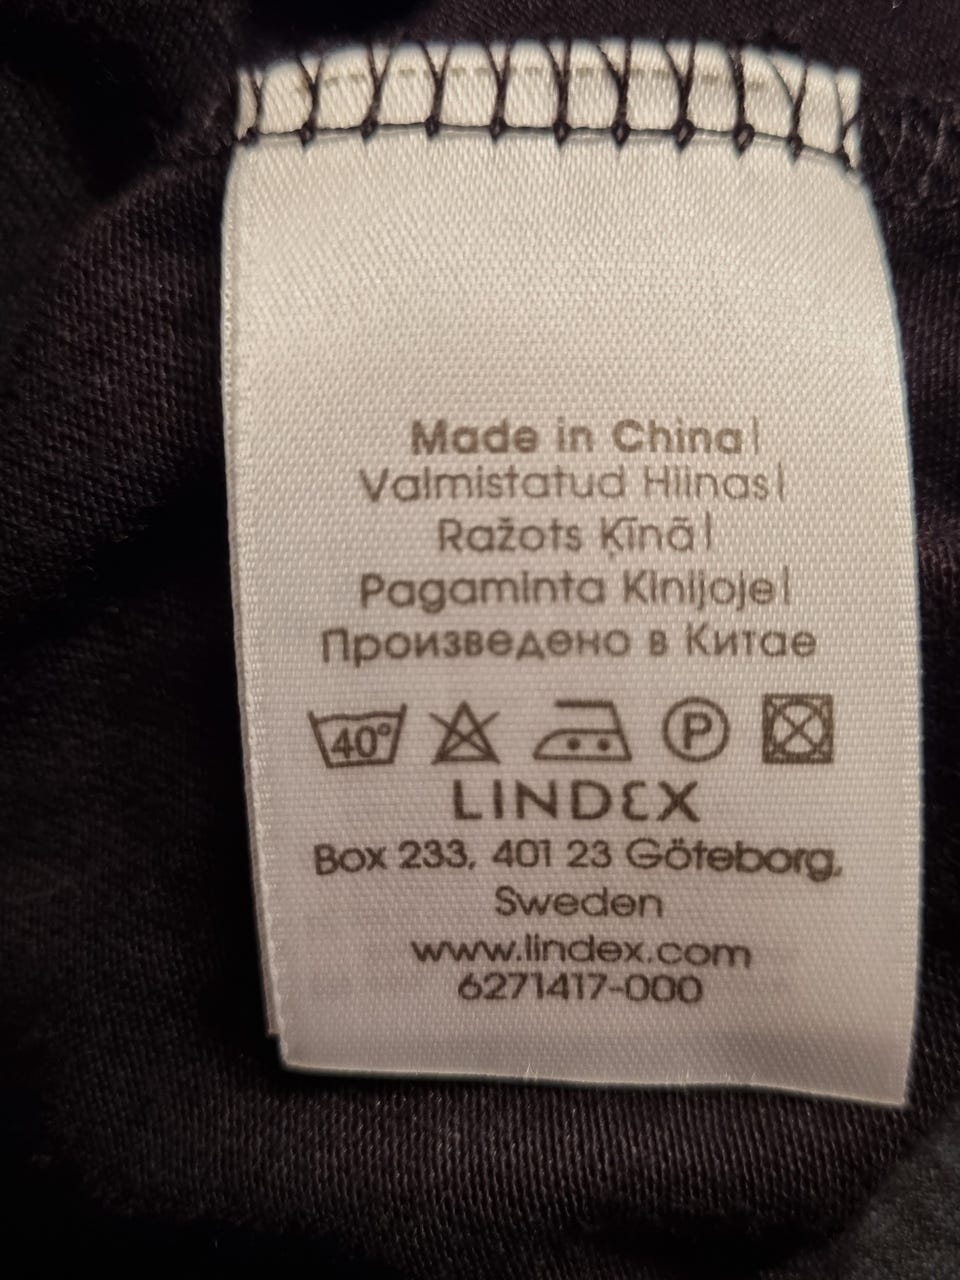 Made in China|
Valmistatud Hiinas|
Ražots Ķīnā|
Pagaminta Kinijoje|
Произведено в Китае
40° P
LINDEX
Box 233, 401 23 Göteborg,
Sweden
www.lindex.com
6271417-000